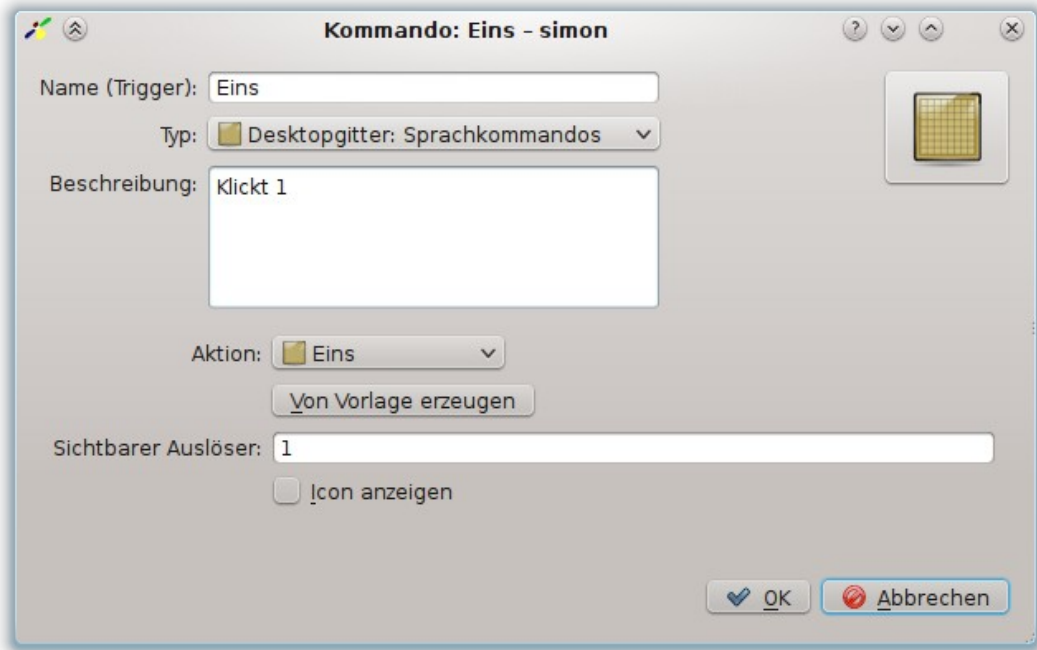 Kommando: Eins – simon
Name (Trigger): Eins
Typ: Desktopgitter: Sprachkommandos
Beschreibung: Klickt 1
Aktion: Eins
Von Vorlage erzeugen
Sichtbarer Auslöser: 1
Icon anzeigen
OK Abbrechen